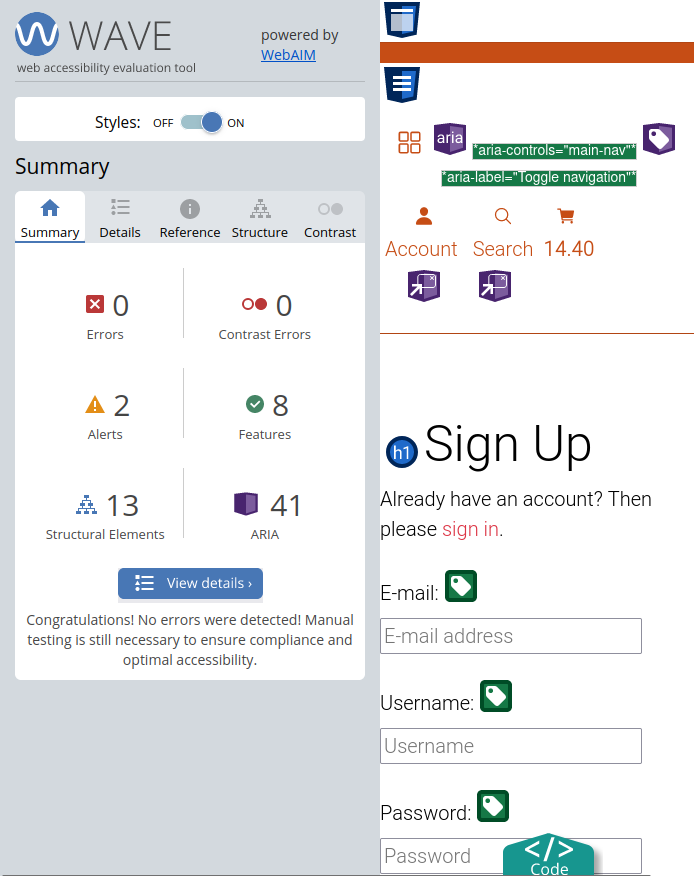 WAVE
web accessibility evaluation tool
powered by
WebAIM
Styles: OFF ON
Summary
Summary Details Reference Structure Contrast
0
Errors
0
Contrast Errors
2
Alerts
8
Features
13
Structural Elements
41
ARIA
View details ›
Congratulations! No errors were detected! Manual
testing is still necessary to ensure compliance and
optimal accessibility.
aria
*aria-controls="main-nav"*
*aria-label="Toggle navigation"*
Account Search 14.40
h1 Sign Up
Already have an account? Then
please sign in.
E-mail:
E-mail address
Username:
Username
Password:
Password
</>
Code